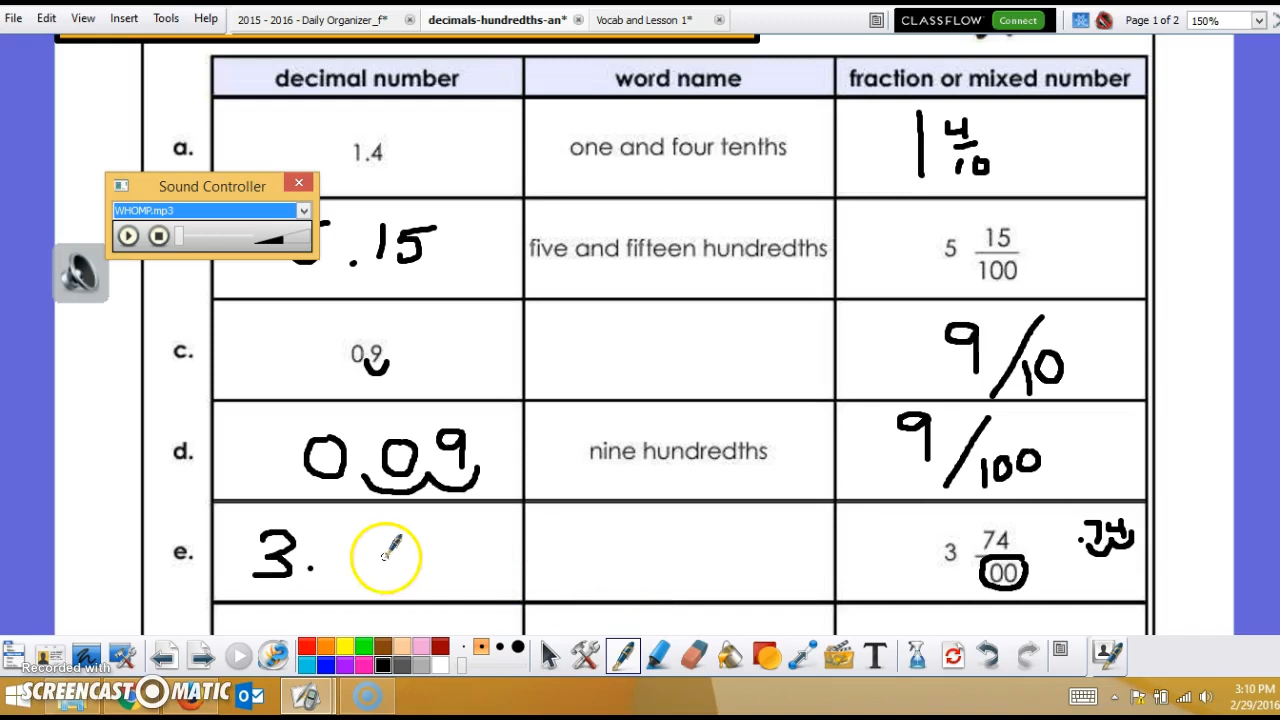 File Edit View Insert Tools Help
2015 - 2016 - Daily Organizer_f*
decimals-hundredths-an*
Vocab and Lesson 1*
CLASSFLOW Connect
Page 1 of 2
150%
decimal number word name fraction or mixed number
a. 1.4 one and four tenths 1 4/10
Sound Controller
WHOMP.mp3
.15 five and fifteen hundredths 5 15/100
c. 0.9 9/10
d. 0 09 nine hundredths 9/100
e. 3. 3 74/00 .74
T
Recorded with
SCREENCAST MATIC
3:10 PM
2/29/2016